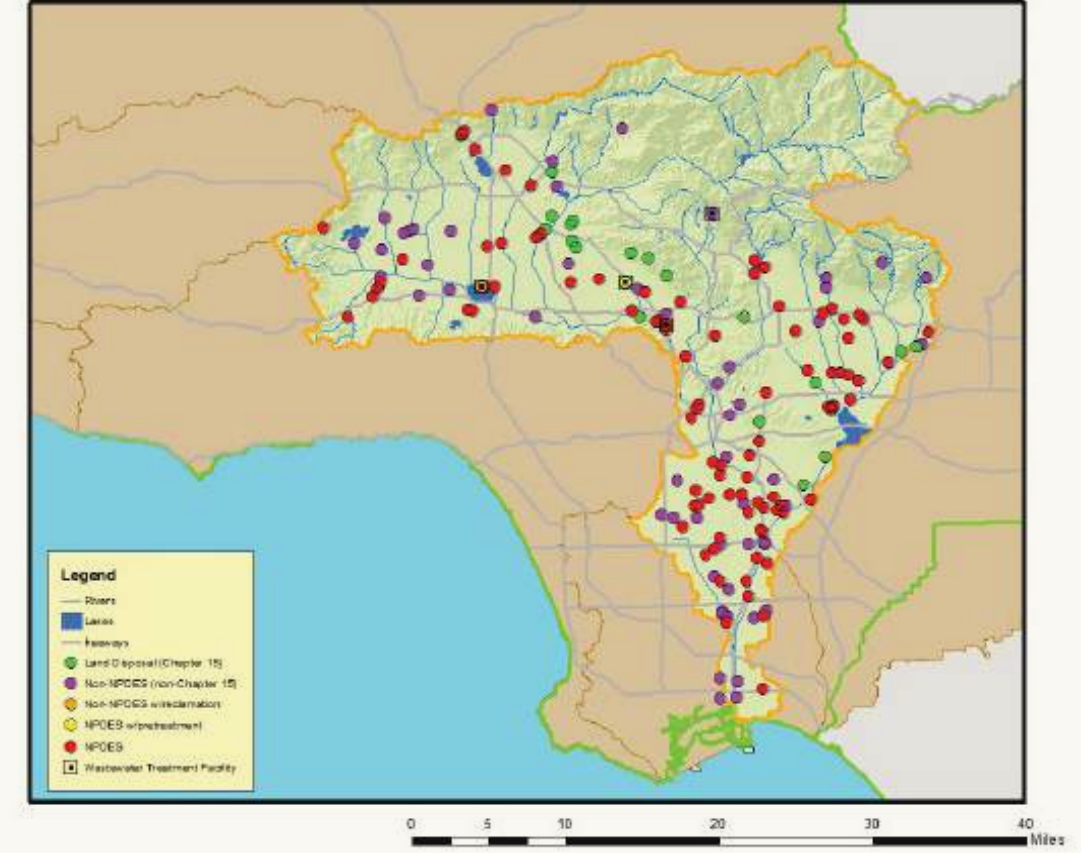 Legend
Rivers
Lakes
Freeways
Land Disposal (Chapter 15)
Non-NPDES (non-Chapter 15)
Non-NPDES w/reclamation
NPDES w/pretreatment
NPDES
Wastewater Treatment Facility
0 5 10 20 30 40
Miles